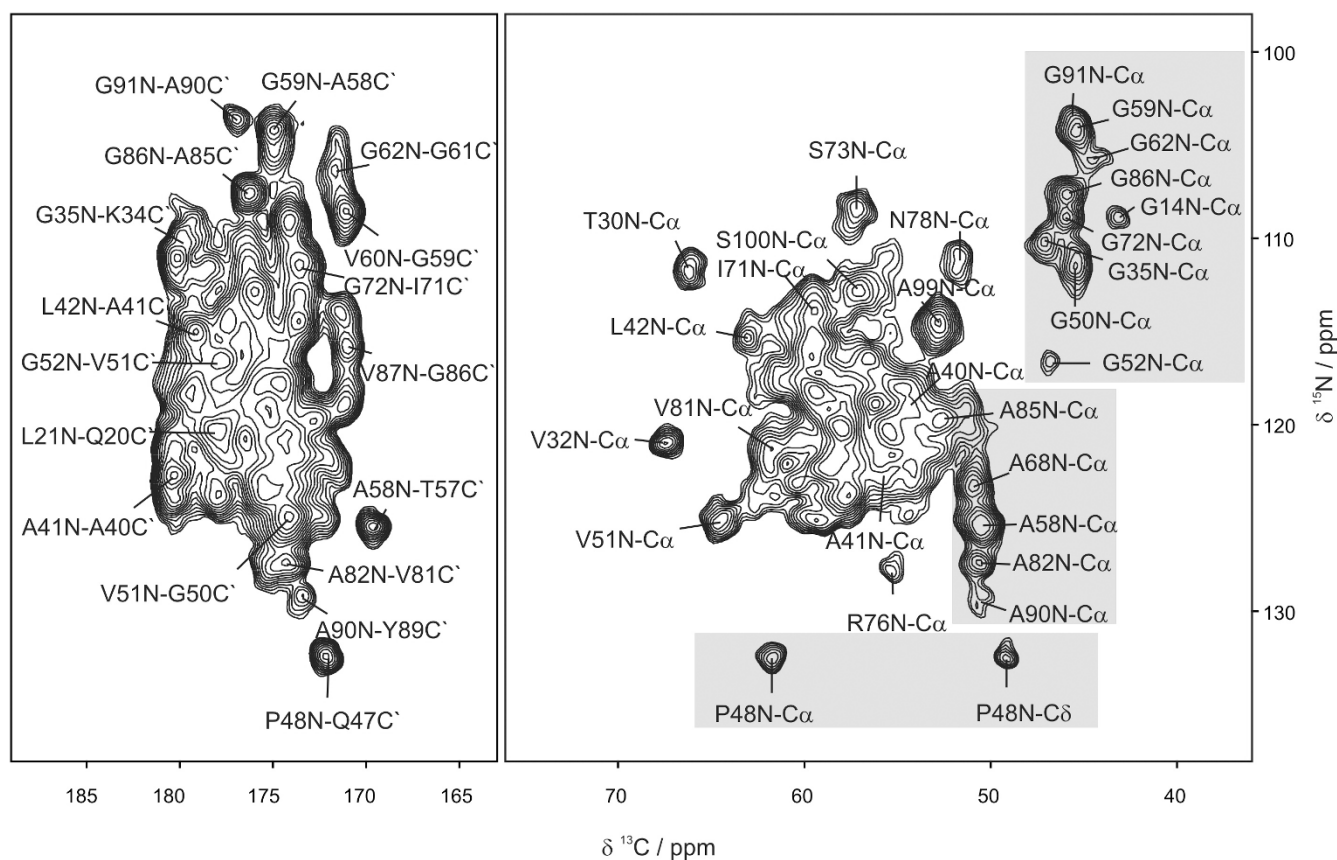 G91N-A90C`
G59N-A58C`
G86N-A85C`
G62N-G61C`
G35N-K34C`
V60N-G59C`
G72N-I71C`
L42N-A41C`
G52N-V51C`
V87N-G86C`
L21N-Q20C`
A58N-T57C`
A41N-A40C`
V51N-G50C`
A82N-V81C`
A90N-Y89C`
P48N-Q47C`
185 180 175 170 165
G91N-Cα
G59N-Cα
G62N-Cα
S73N-Cα
G86N-Cα
T30N-Cα
N78N-Cα
G14N-Cα
S100N-Cα
G72N-Cα
I71N-Cα
G35N-Cα
A99N-Cα
L42N-Cα
G50N-Cα
G52N-Cα
A40N-Cα
V81N-Cα
A85N-Cα
V32N-Cα
A68N-Cα
V51N-Cα
A58N-Cα
A41N-Cα
A82N-Cα
R76N-Cα
A90N-Cα
P48N-Cα
P48N-Cδ
70 60 50 40
100
110
120
130
δ ¹⁵N / ppm
δ ¹³C / ppm